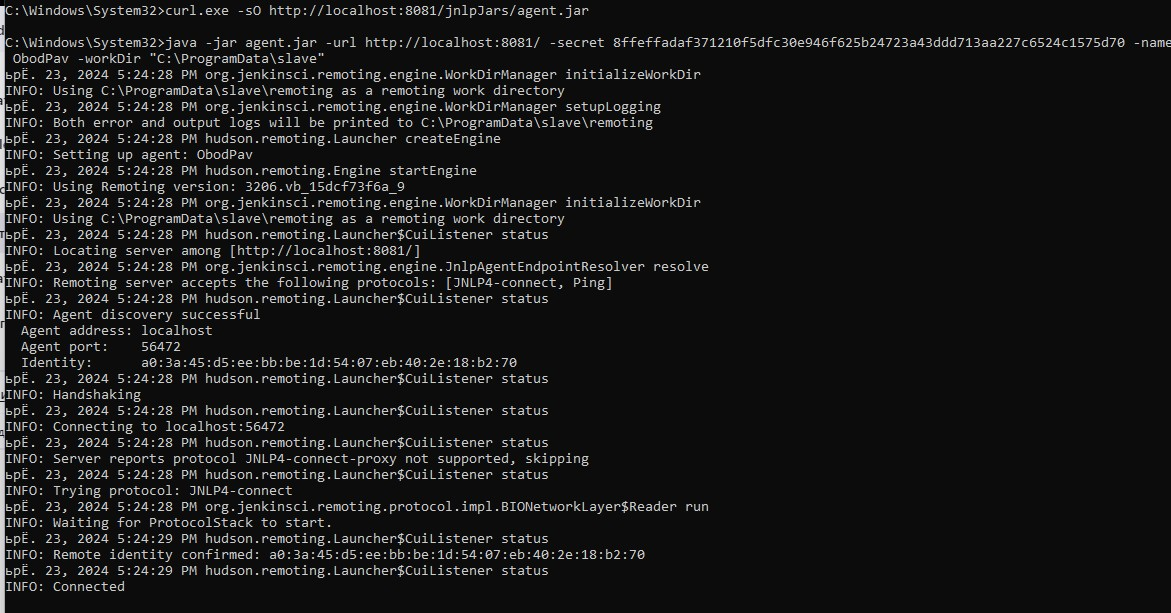 C:\Windows\System32>curl.exe -sO http://localhost:8081/jnlpJars/agent.jar
C:\Windows\System32>java -jar agent.jar -url http://localhost:8081/ -secret 8ffeffadaf371210f5dfc30e946f625b24723a43ddd713aa227c6524c1575d70 -name
ObodPav -workDir "C:\ProgramData\slave"
ьрЁ. 23, 2024 5:24:28 PM org.jenkinsci.remoting.engine.WorkDirManager initializeWorkDir
INFO: Using C:\ProgramData\slave\remoting as a remoting work directory
ьрЁ. 23, 2024 5:24:28 PM org.jenkinsci.remoting.engine.WorkDirManager setupLogging
INFO: Both error and output logs will be printed to C:\ProgramData\slave\remoting
ьрЁ. 23, 2024 5:24:28 PM hudson.remoting.Launcher createEngine
INFO: Setting up agent: ObodPav
ьрЁ. 23, 2024 5:24:28 PM hudson.remoting.Engine startEngine
INFO: Using Remoting version: 3206.vb_15dcf73f6a_9
ьрЁ. 23, 2024 5:24:28 PM org.jenkinsci.remoting.engine.WorkDirManager initializeWorkDir
INFO: Using C:\ProgramData\slave\remoting as a remoting work directory
ьрЁ. 23, 2024 5:24:28 PM hudson.remoting.Launcher$CuiListener status
INFO: Locating server among [http://localhost:8081/]
ьрЁ. 23, 2024 5:24:28 PM org.jenkinsci.remoting.engine.JnlpAgentEndpointResolver resolve
INFO: Remoting server accepts the following protocols: [JNLP4-connect, Ping]
ьрЁ. 23, 2024 5:24:28 PM hudson.remoting.Launcher$CuiListener status
INFO: Agent discovery successful
Agent address: localhost
Agent port:    56472
Identity:      a0:3a:45:d5:ee:bb:be:1d:54:07:eb:40:2e:18:b2:70
ьрЁ. 23, 2024 5:24:28 PM hudson.remoting.Launcher$CuiListener status
INFO: Handshaking
ьрЁ. 23, 2024 5:24:28 PM hudson.remoting.Launcher$CuiListener status
INFO: Connecting to localhost:56472
ьрЁ. 23, 2024 5:24:28 PM hudson.remoting.Launcher$CuiListener status
INFO: Server reports protocol JNLP4-connect-proxy not supported, skipping
ьрЁ. 23, 2024 5:24:28 PM hudson.remoting.Launcher$CuiListener status
INFO: Trying protocol: JNLP4-connect
ьрЁ. 23, 2024 5:24:28 PM org.jenkinsci.remoting.protocol.impl.BIONetworkLayer$Reader run
INFO: Waiting for ProtocolStack to start.
ьрЁ. 23, 2024 5:24:29 PM hudson.remoting.Launcher$CuiListener status
INFO: Remote identity confirmed: a0:3a:45:d5:ee:bb:be:1d:54:07:eb:40:2e:18:b2:70
ьрЁ. 23, 2024 5:24:29 PM hudson.remoting.Launcher$CuiListener status
INFO: Connected